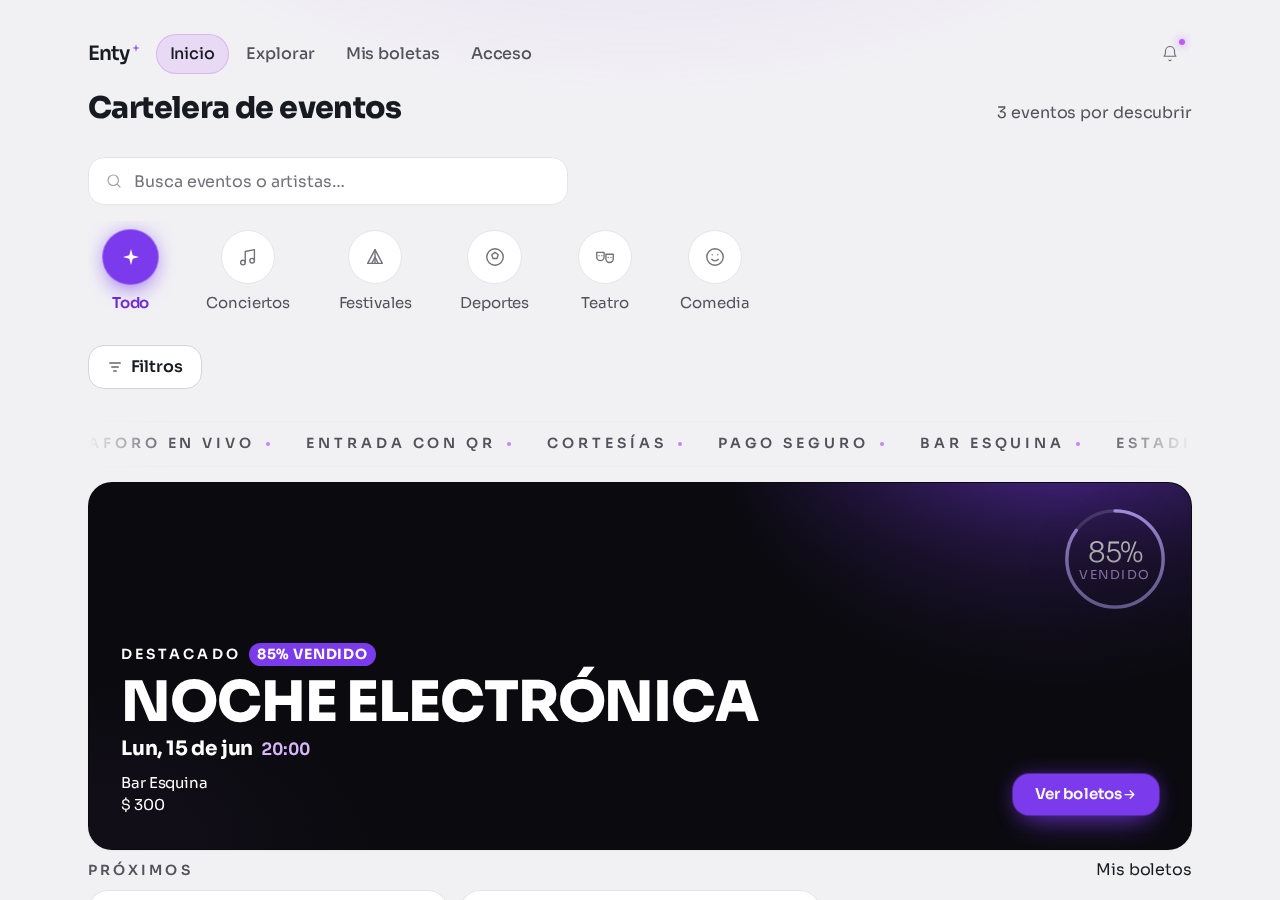 Enty Inicio Explorar Mis boletas Acceso
Cartelera de eventos
3 eventos por descubrir
Busca eventos o artistas...
Todo Conciertos Festivales Deportes Teatro Comedia
Filtros
AFORO EN VIVO • ENTRADA CON QR • CORTESÍAS • PAGO SEGURO • BAR ESQUINA •
85%
VENDIDO
DESTACADO 85% VENDIDO
NOCHE ELECTRÓNICA
Lun, 15 de jun 20:00
Bar Esquina
$ 300
Ver boletos →
PRÓXIMOS
Mis boletos